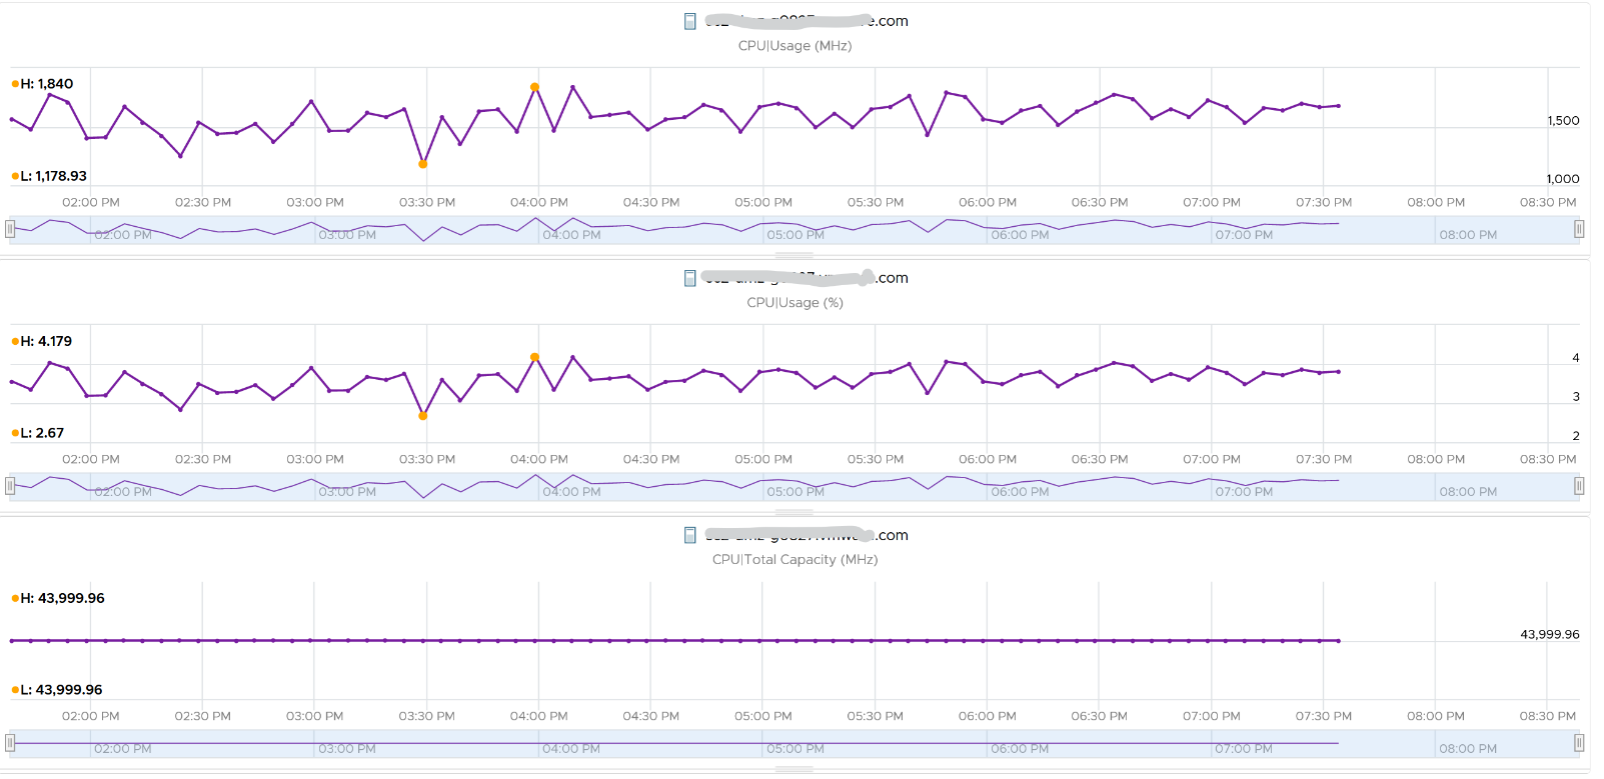 .com
CPU|Usage (MHz)
H: 1,840
1,500
L: 1,178.93
1,000
02:00 PM 02:30 PM 03:00 PM 03:30 PM 04:00 PM 04:30 PM 05:00 PM 05:30 PM 06:00 PM 06:30 PM 07:00 PM 07:30 PM 08:00 PM 08:30 PM
02:00 PM 03:00 PM 04:00 PM 05:00 PM 06:00 PM 07:00 PM 08:00 PM
.com
CPU|Usage (%)
H: 4.179
4
3
L: 2.67
2
02:00 PM 02:30 PM 03:00 PM 03:30 PM 04:00 PM 04:30 PM 05:00 PM 05:30 PM 06:00 PM 06:30 PM 07:00 PM 07:30 PM 08:00 PM 08:30 PM
02:00 PM 03:00 PM 04:00 PM 05:00 PM 06:00 PM 07:00 PM 08:00 PM
.com
CPU|Total Capacity (MHz)
H: 43,999.96
43,999.96
L: 43,999.96
02:00 PM 02:30 PM 03:00 PM 03:30 PM 04:00 PM 04:30 PM 05:00 PM 05:30 PM 06:00 PM 06:30 PM 07:00 PM 07:30 PM 08:00 PM 08:30 PM
02:00 PM 03:00 PM 04:00 PM 05:00 PM 06:00 PM 07:00 PM 08:00 PM